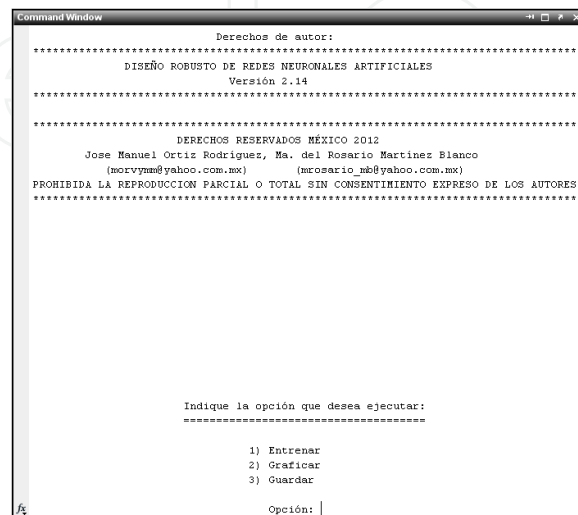 Command Window
Derechos de autor:
**********************************************************************************
DISEÑO ROBUSTO DE REDES NEURONALES ARTIFICIALES
Versión 2.14
**********************************************************************************
**********************************************************************************
DERECHOS RESERVADOS MÉXICO 2012
Jose Manuel Ortiz Rodriguez, Ma. del Rosario Martinez Blanco
(morvymm@yahoo.com.mx) (mrosario_mb@yahoo.com.mx)
PROHIBIDA LA REPRODUCCION PARCIAL O TOTAL SIN CONSENTIMIENTO EXPRESO DE LOS AUTORES
**********************************************************************************
Indique la opción que desea ejecutar:
=====================================
1) Entrenar
2) Graficar
3) Guardar
fx Opción: